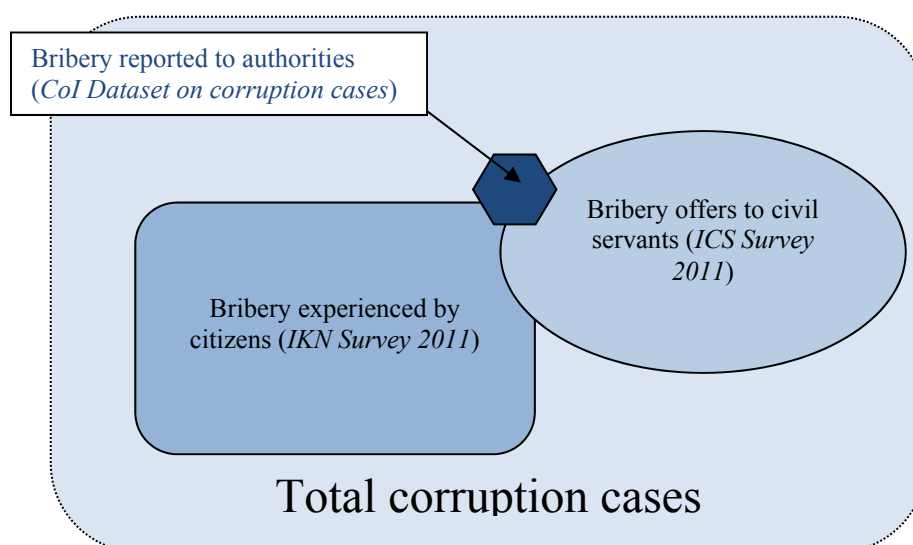 Bribery reported to authorities
(CoI Dataset on corruption cases)
Bribery offers to civil
servants (ICS Survey
2011)
Bribery experienced by
citizens (IKN Survey 2011)
Total corruption cases